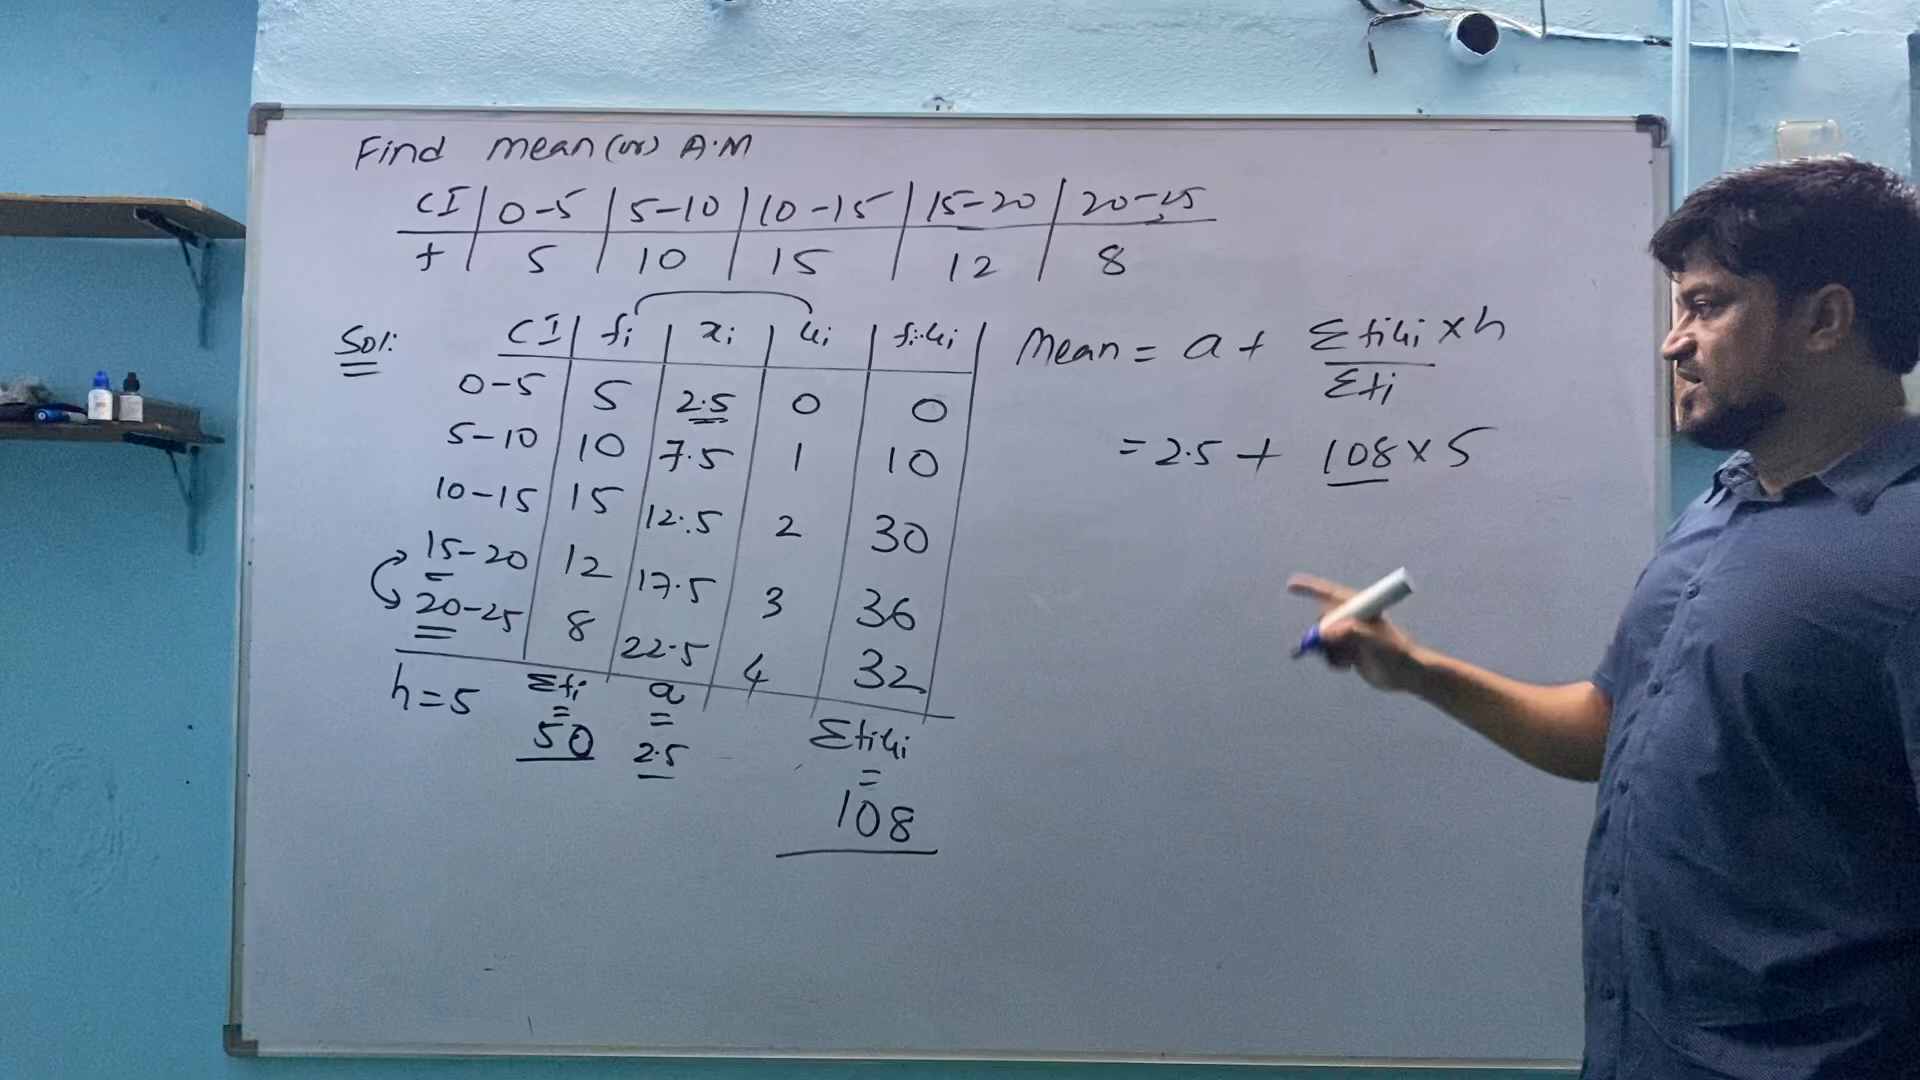 Find mean (or) A.M
CI 0-5 5-10 10-15 15-20 20-25
f 5 10 15 12 8
Sol:
CI fi xi ui fiui
0-5 5 2.5 0 0
5-10 10 7.5 1 10
10-15 15 12.5 2 30
15-20 12 17.5 3 36
20-25 8 22.5 4 32
h=5 Σfi = 50 a = 2.5 Σfiui = 108
Mean = a + Σfiui × h
Σfi
= 2.5 + 108 × 5